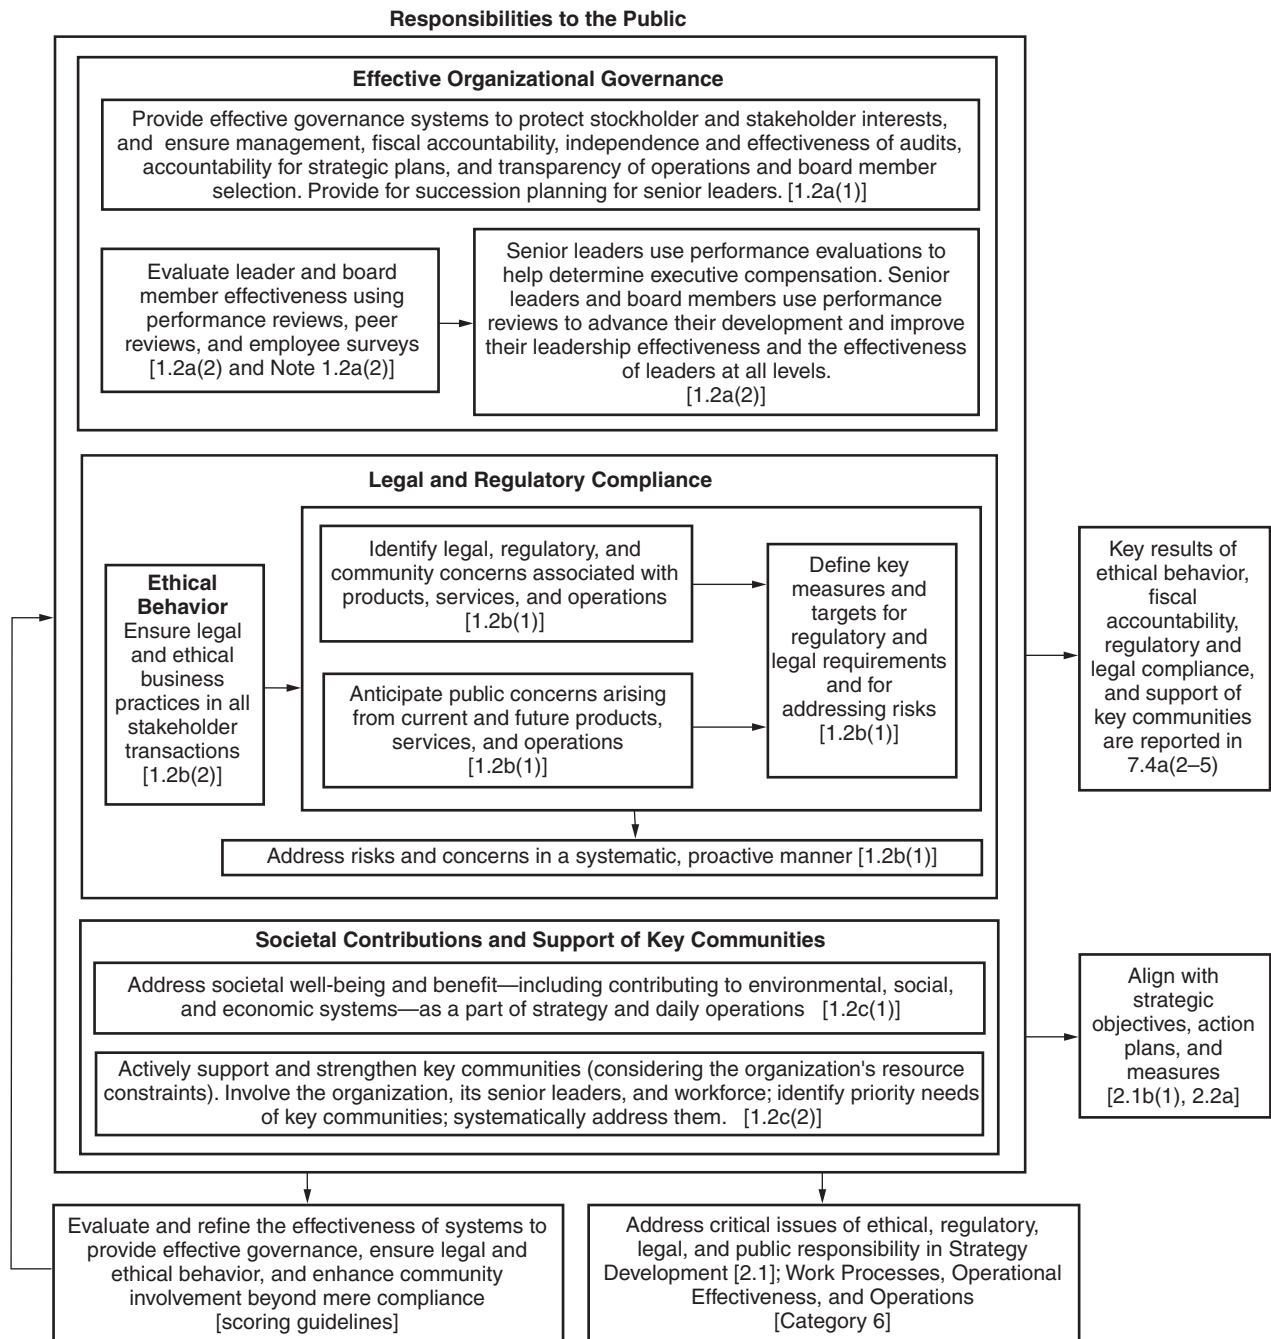 Responsibilities to the Public
Effective Organizational Governance
Provide effective governance systems to protect stockholder and stakeholder interests,
and ensure management, fiscal accountability, independence and effectiveness of audits,
accountability for strategic plans, and transparency of operations and board member
selection. Provide for succession planning for senior leaders. [1.2a(1)]
Evaluate leader and board
member effectiveness using
performance reviews, peer
reviews, and employee surveys
[1.2a(2) and Note 1.2a(2)]
Senior leaders use performance evaluations to
help determine executive compensation. Senior
leaders and board members use performance
reviews to advance their development and improve
their leadership effectiveness and the effectiveness
of leaders at all levels.
[1.2a(2)]
Legal and Regulatory Compliance
Ethical
Behavior
Ensure legal
and ethical
business
practices in all
stakeholder
transactions
[1.2b(2)]
Identify legal, regulatory, and
community concerns associated with
products, services, and operations
[1.2b(1)]
Anticipate public concerns arising
from current and future products,
services, and operations
[1.2b(1)]
Define key
measures and
targets for
regulatory and
legal requirements
and for
addressing risks
[1.2b(1)]
Address risks and concerns in a systematic, proactive manner [1.2b(1)]
Key results of
ethical behavior,
fiscal
accountability,
regulatory and
legal compliance,
and support of
key communities
are reported in
7.4a(2–5)
Societal Contributions and Support of Key Communities
Address societal well-being and benefit—including contributing to environmental, social,
and economic systems—as a part of strategy and daily operations [1.2c(1)]
Actively support and strengthen key communities (considering the organization's resource
constraints). Involve the organization, its senior leaders, and workforce; identify priority needs
of key communities; systematically address them. [1.2c(2)]
Align with
strategic
objectives, action
plans, and
measures
[2.1b(1), 2.2a]
Evaluate and refine the effectiveness of systems to
provide effective governance, ensure legal and
ethical behavior, and enhance community
involvement beyond mere compliance
[scoring guidelines]
Address critical issues of ethical, regulatory,
legal, and public responsibility in Strategy
Development [2.1]; Work Processes, Operational
Effectiveness, and Operations
[Category 6]